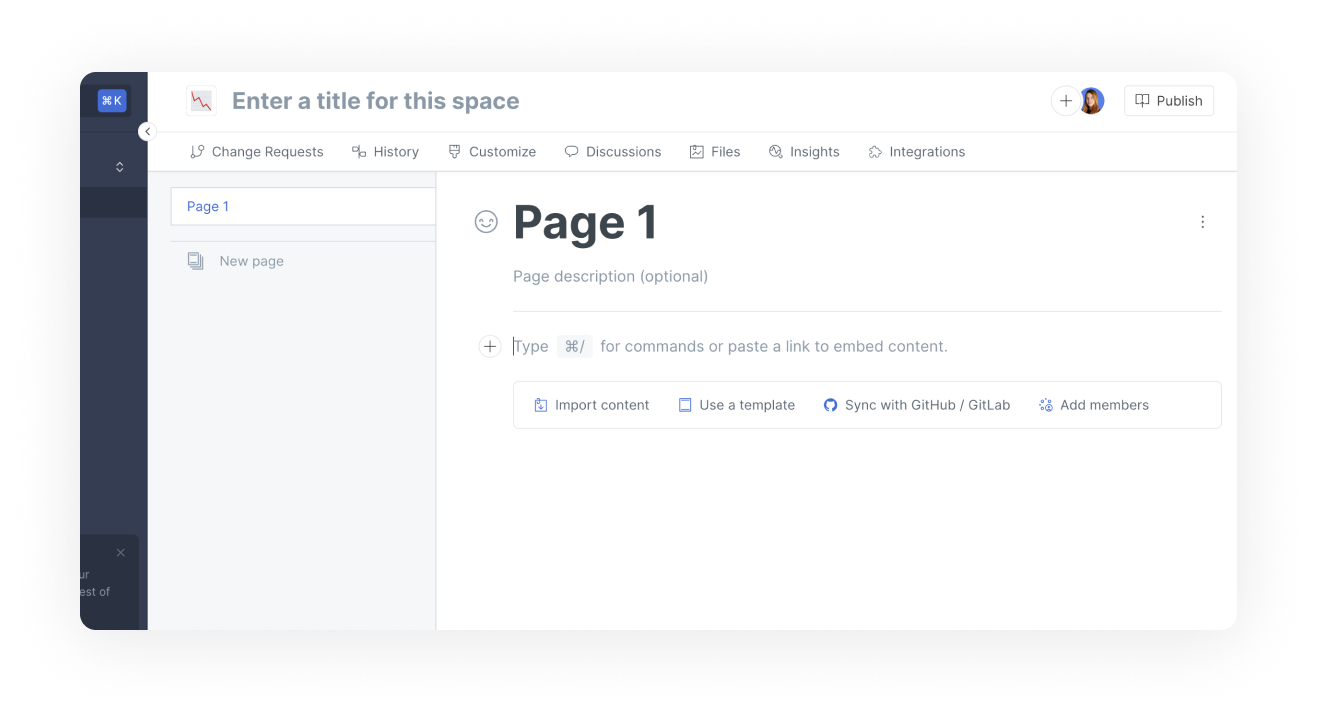 ⌘K
Enter a title for this space
Publish
Change Requests History Customize Discussions Files Insights Integrations
Page 1
New page
Page 1
Page description (optional)
Type ⌘/ for commands or paste a link to embed content.
Import content Use a template Sync with GitHub / GitLab Add members
ur
est of